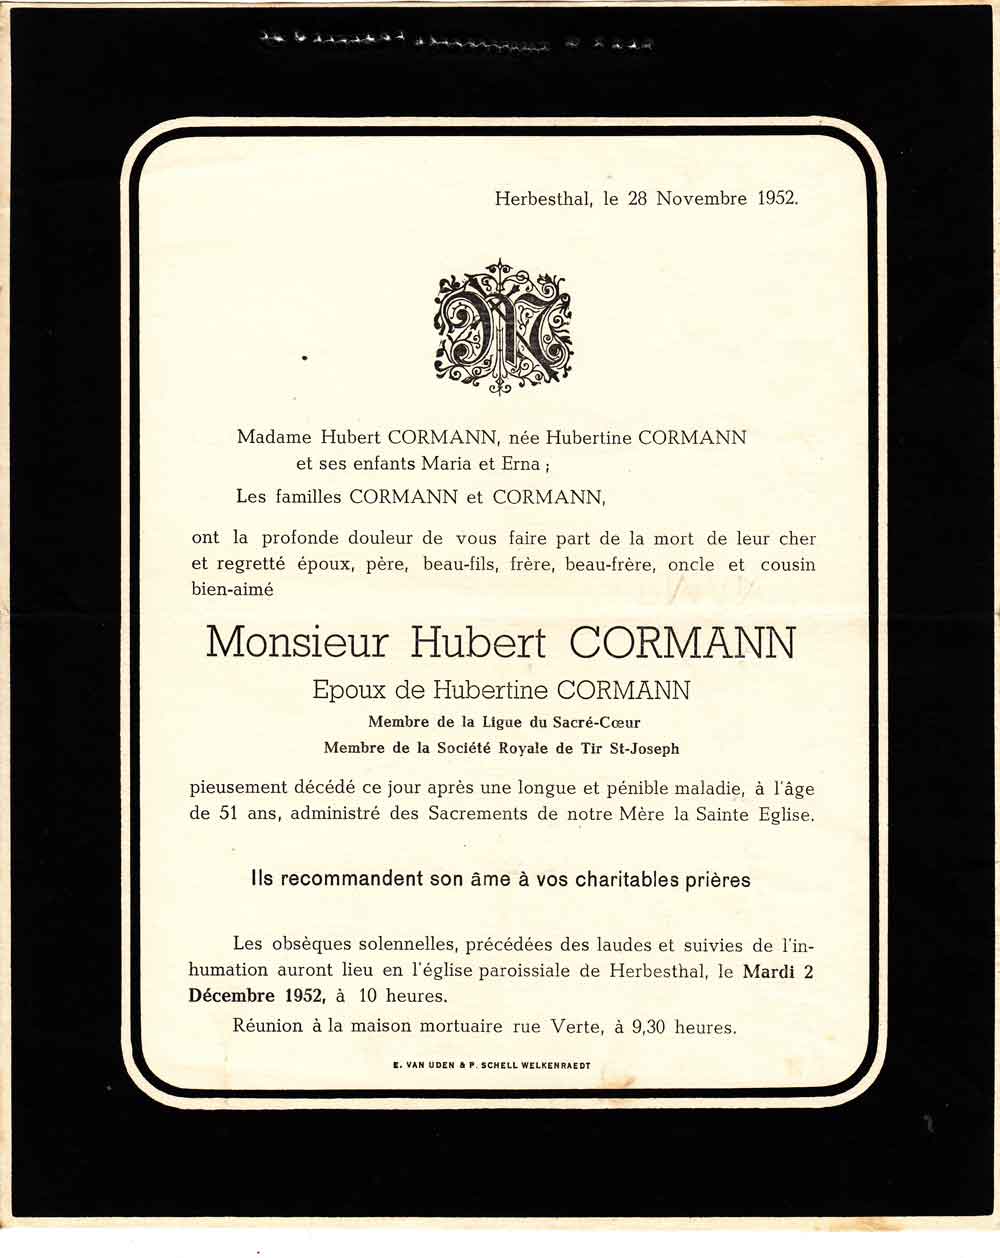 Herbesthal, le 28 Novembre 1952.
M
Madame Hubert CORMANN, née Hubertine CORMANN
et ses enfants Maria et Erna ;
Les familles CORMANN et CORMANN,
ont la profonde douleur de vous faire part de la mort de leur cher
et regretté époux, père, beau-fils, frère, beau-frère, oncle et cousin
bien-aimé
Monsieur Hubert CORMANN
Epoux de Hubertine CORMANN
Membre de la Ligue du Sacré-Cœur
Membre de la Société Royale de Tir St-Joseph
pieusement décédé ce jour après une longue et pénible maladie, à l'âge
de 51 ans, administré des Sacrements de notre Mère la Sainte Eglise.
Ils recommandent son âme à vos charitables prières
Les obsèques solennelles, précédées des laudes et suivies de l'in-
humation auront lieu en l'église paroissiale de Herbesthal, le Mardi 2
Décembre 1952, à 10 heures.
Réunion à la maison mortuaire rue Verte, à 9,30 heures.
E. VAN UDEN & P. SCHELL WELKENRAEDT